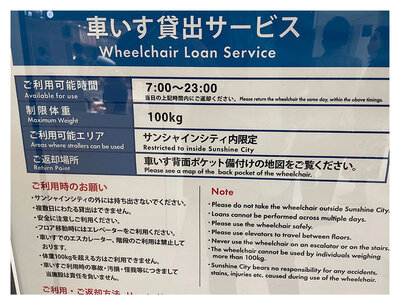 車いす貸出サービス
Wheelchair Loan Service
ご利用可能時間
Available for use
7:00〜23:00
当日の上記時間内にご返却ください。 Please return the wheelchair the same day, within the above timings.
制限体重
Maximum Weight
100kg
ご利用可能エリア
Areas where strollers can be used
サンシャインシティ内限定
Restricted to inside Sunshine City
ご返却場所
Return Point
車いす背面ポケット備付けの地図をご覧ください。
Please see a map of the back pocket of the wheelchair.
ご利用時のお願い
・サンシャインシティの外には持ち出さないでください。
・複数日にわたる貸出はできません。
・安全に注意しご利用ください。
・フロア移動時にはエレベーターをご利用ください。
・車いすでのエスカレーター、階段のご利用は禁止して
おります。
・体重100kgを超える方はご利用できません。
・車いすご利用時の事故・汚損・怪我等につきまして
当施設は責任を負いません。
Note
・Please do not take the wheelchair outside Sunshine City.
・Loans cannot be performed across multiple days.
・Please use the wheelchair safely.
・Please use elevators to travel between floors.
・Never use the wheelchair on an escalator or on the stairs.
・The wheelchair cannot be used by individuals weighing
more than 100kg.
・Sunshine City bears no responsibility for any accidents,
stains, injuries etc. caused during use of the wheelchair.
ご利用・ご返却方法